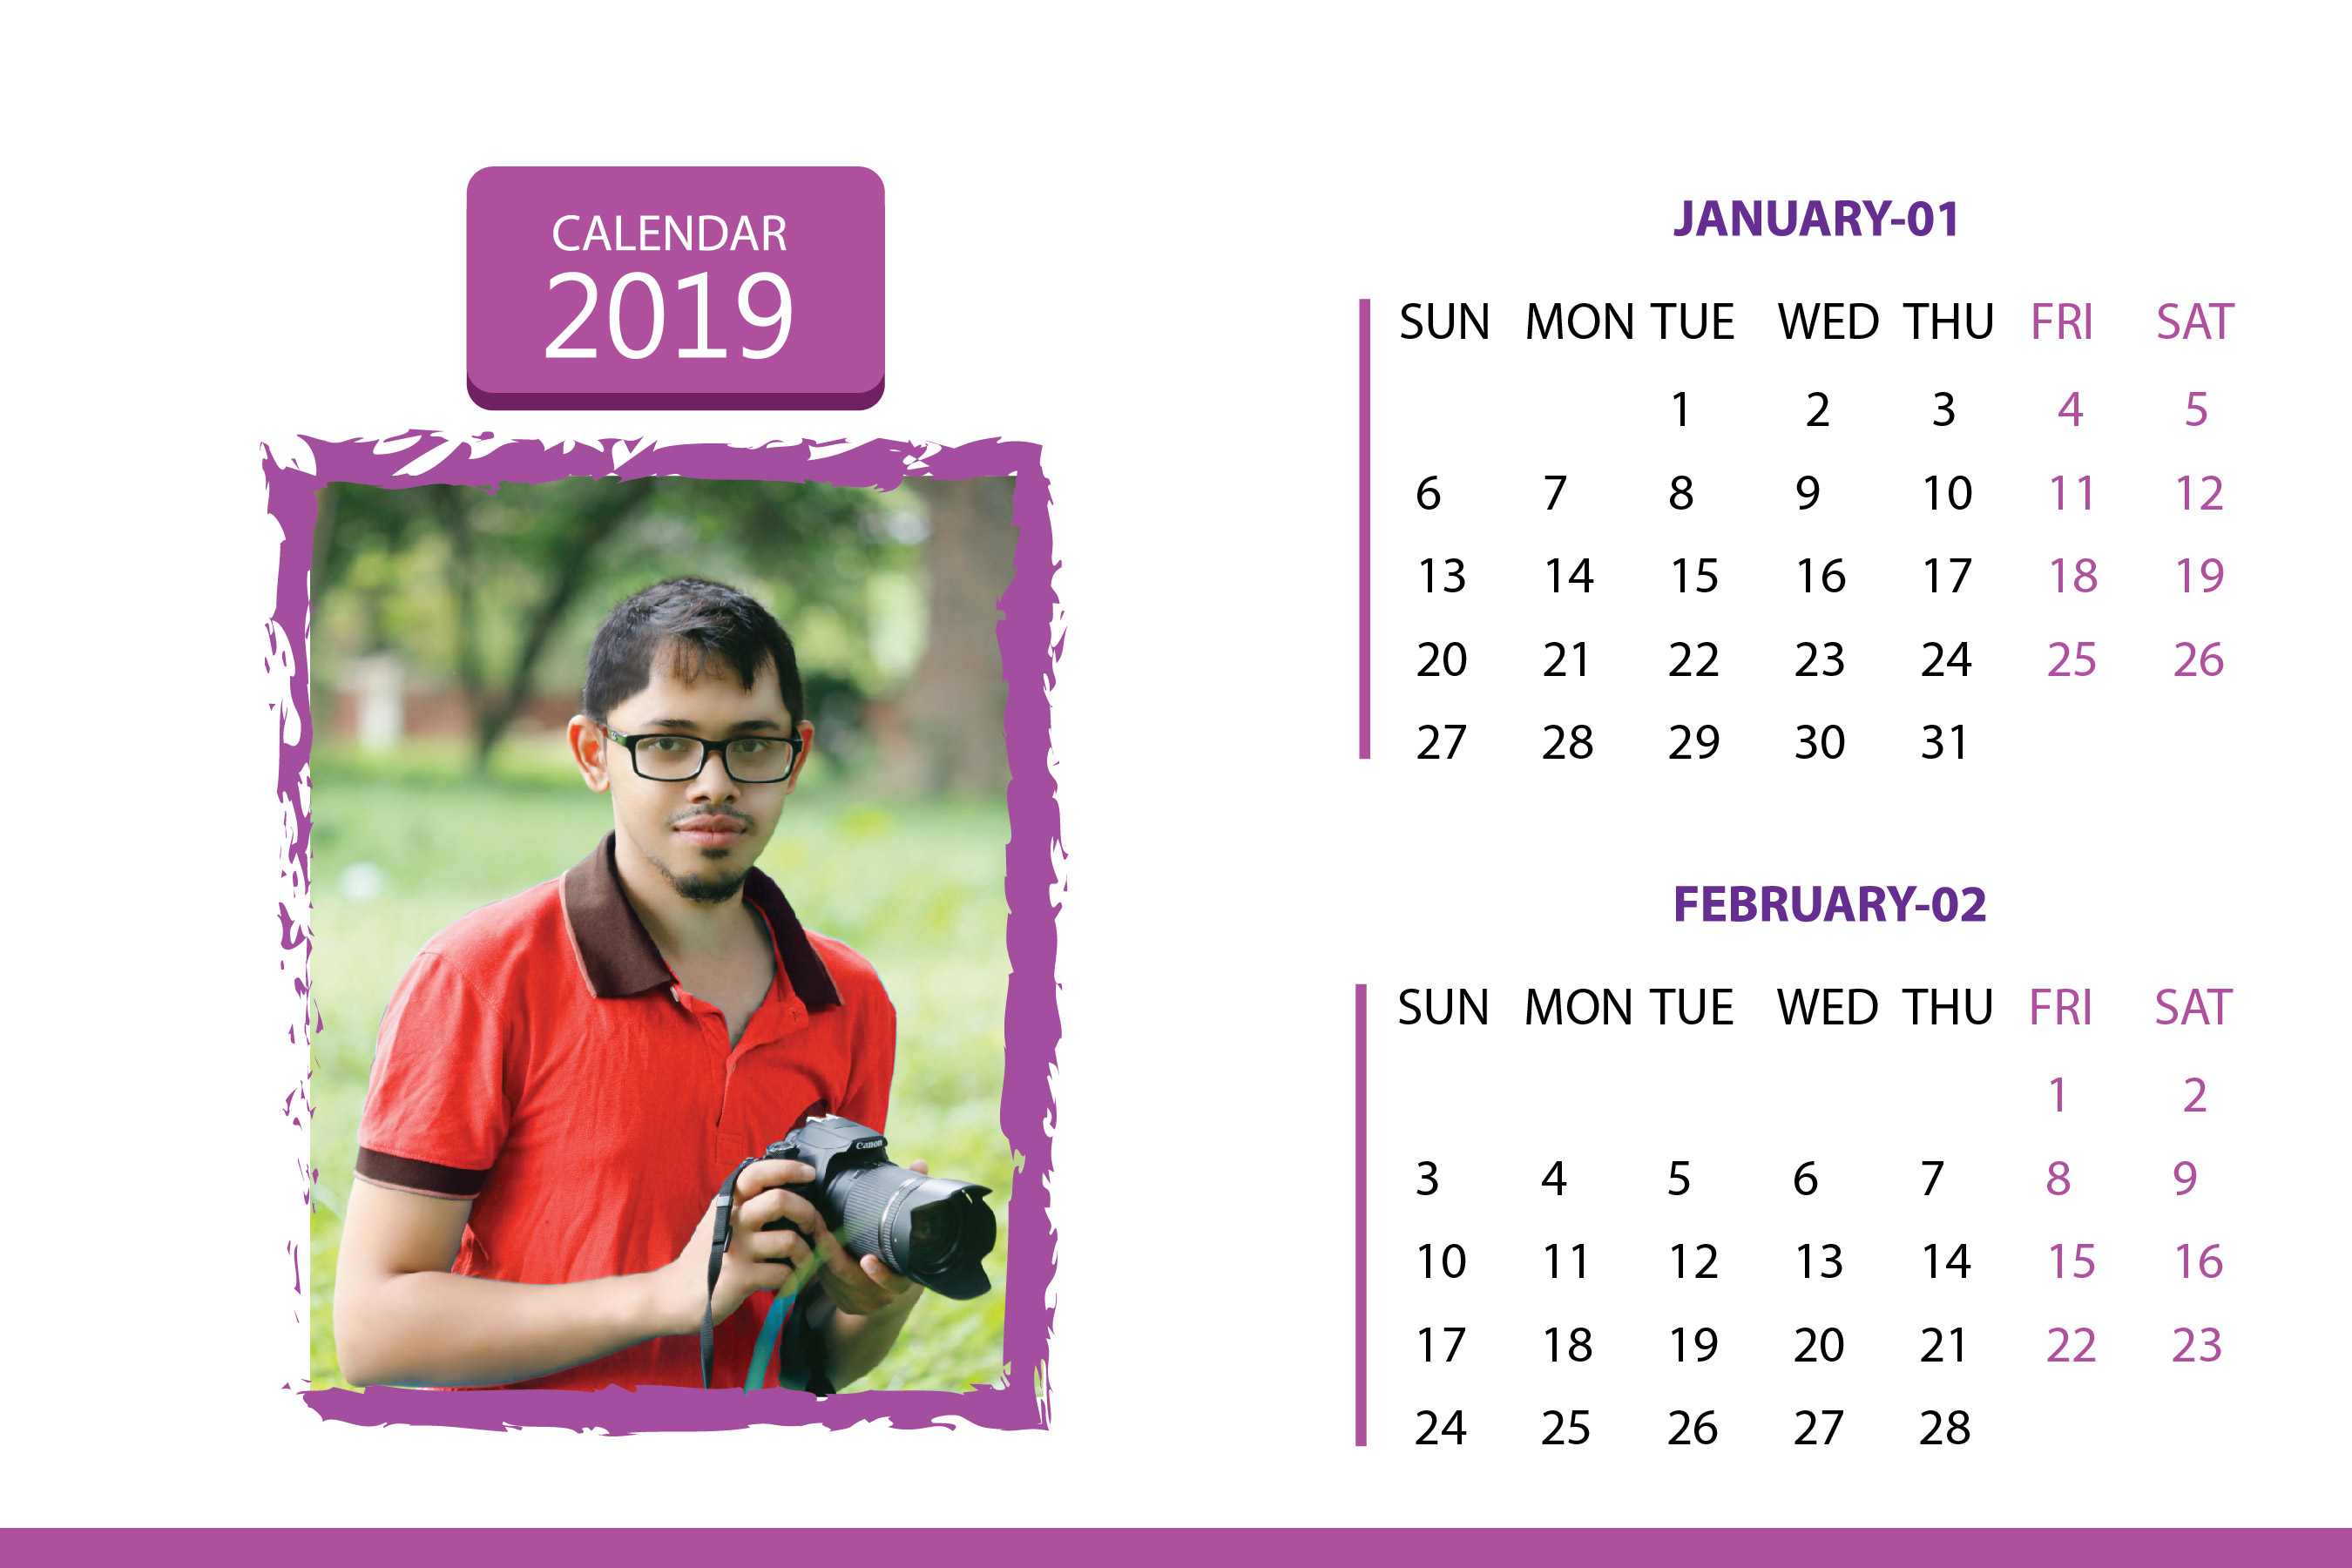 CALENDAR
2019
JANUARY-01
SUN MON TUE WED THU FRI SAT
1 2 3 4 5
6 7 8 9 10 11 12
13 14 15 16 17 18 19
20 21 22 23 24 25 26
27 28 29 30 31
Canon
FEBRUARY-02
SUN MON TUE WED THU FRI SAT
1 2
3 4 5 6 7 8 9
10 11 12 13 14 15 16
17 18 19 20 21 22 23
24 25 26 27 28